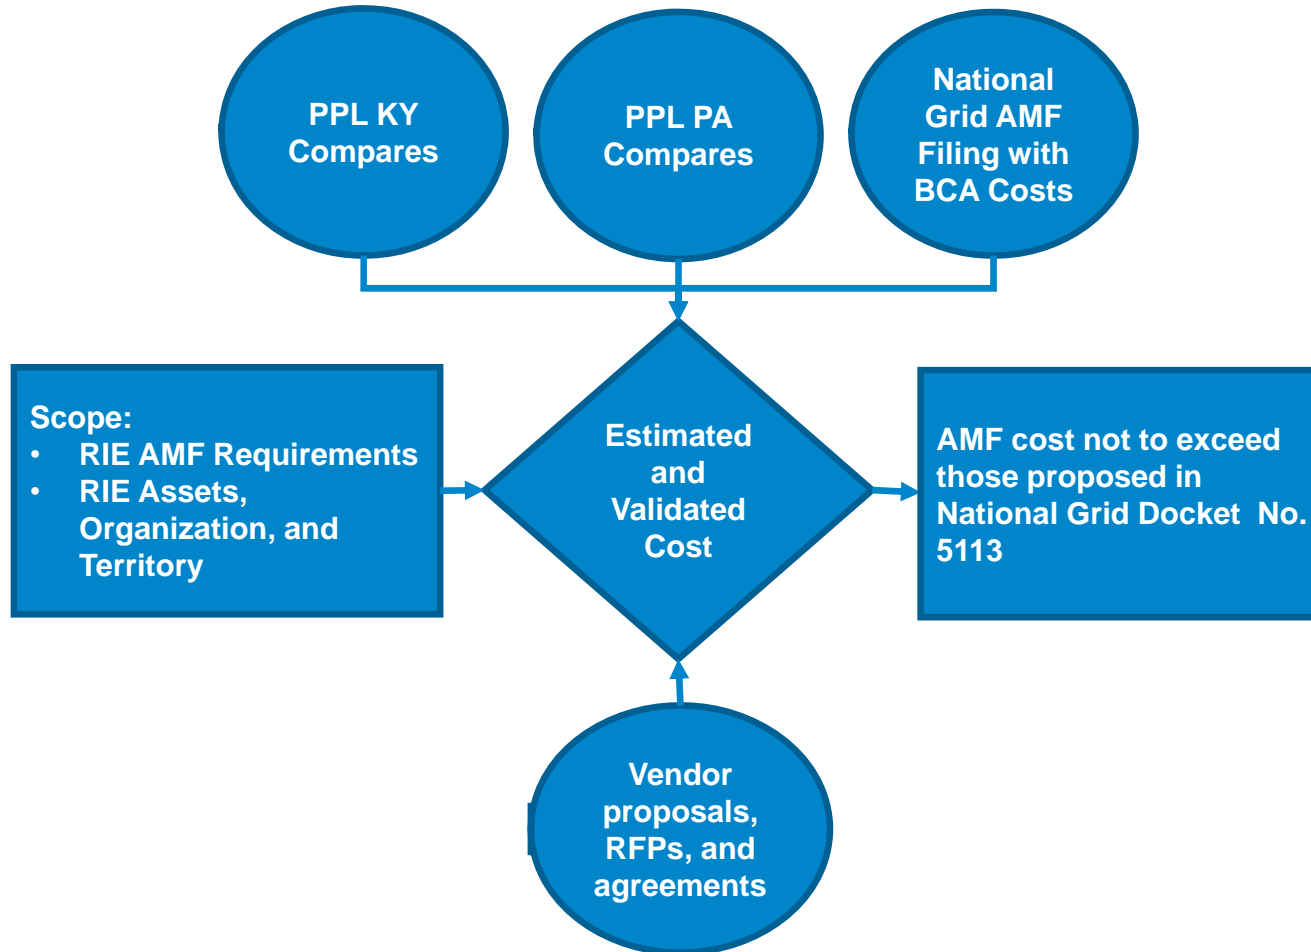 PPL KY
Compares
PPL PA
Compares
National
Grid AMF
Filing with
BCA Costs
Scope:
• RIE AMF Requirements
• RIE Assets,
Organization, and
Territory
Estimated
and
Validated
Cost
AMF cost not to exceed
those proposed in
National Grid Docket  No.
5113
Vendor
proposals,
RFPs, and
agreements